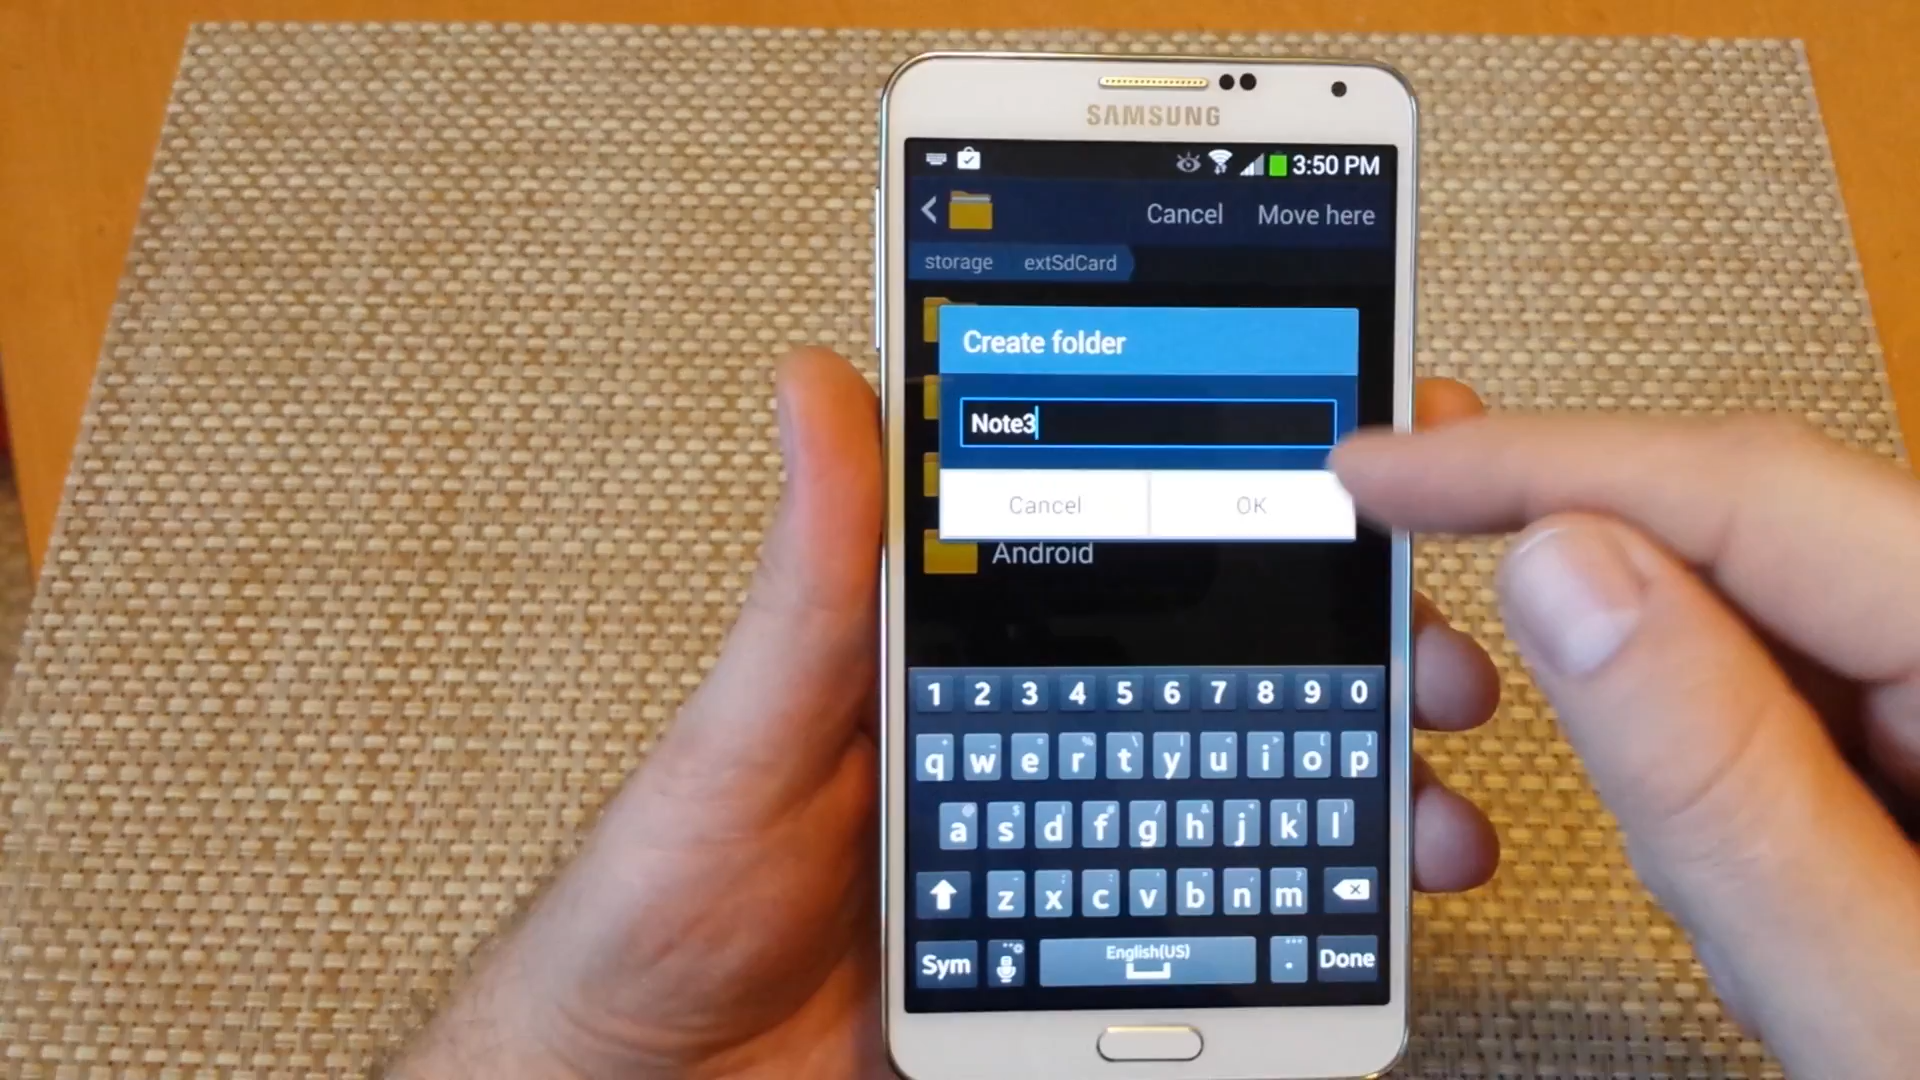 SAMSUNG
3:50 PM
Cancel Move here
storage extSdCard
Create folder
Note3
Cancel OK
Android
1 2 3 4 5 6 7 8 9 0
q w e r t y u i o p
a s d f g h j k l
z x c v b n m
Sym English(US) . Done